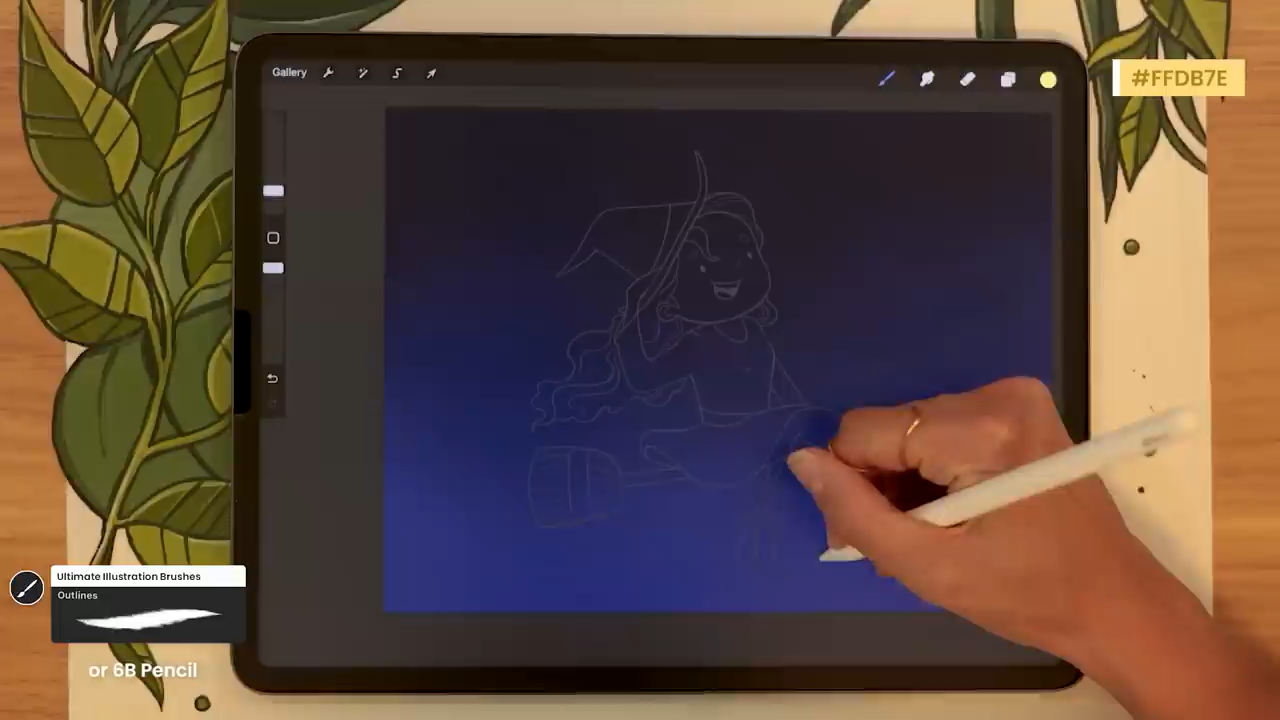 Gallery
#FFDB7E
Ultimate Illustration Brushes
Outlines
or 6B Pencil